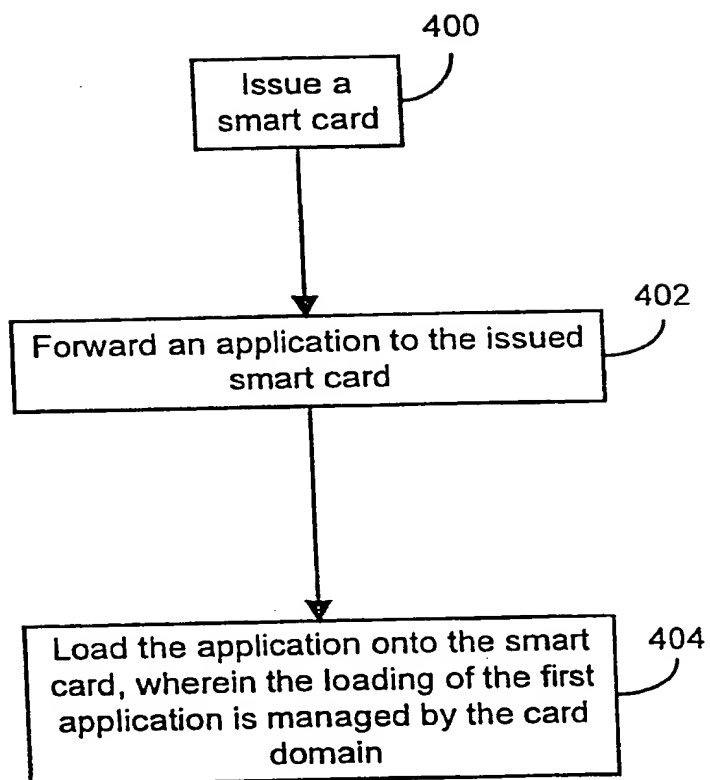 400
Issue a
smart card
402
Forward an application to the issued
smart card
404
Load the application onto the smart
card, wherein the loading of the first
application is managed by the card
domain